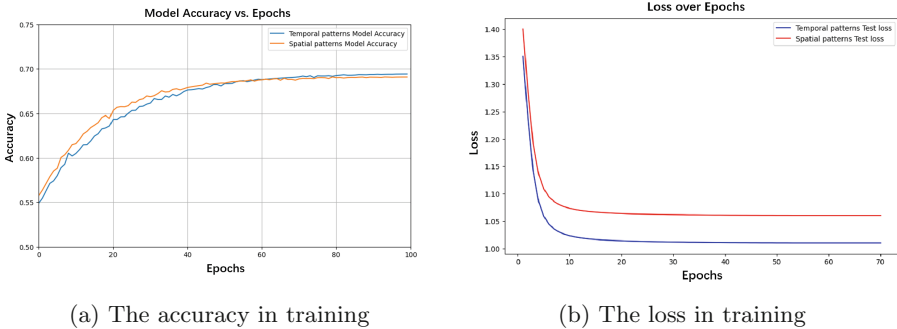 Model Accuracy vs. Epochs
0.75
Temporal patterns Model Accuracy
Spatial patterns Model Accuracy
0.70
0.65
0.60
0.55
0.50
Accuracy
0 20 40 60 80 100
Epochs
(a) The accuracy in training
Loss over Epochs
Temporal patterns Test loss
Spatial patterns Test loss
1.40
1.35
1.30
1.25
1.20
1.15
1.10
1.05
1.00
Loss
0 10 20 30 40 50 60 70
Epochs
(b) The loss in training